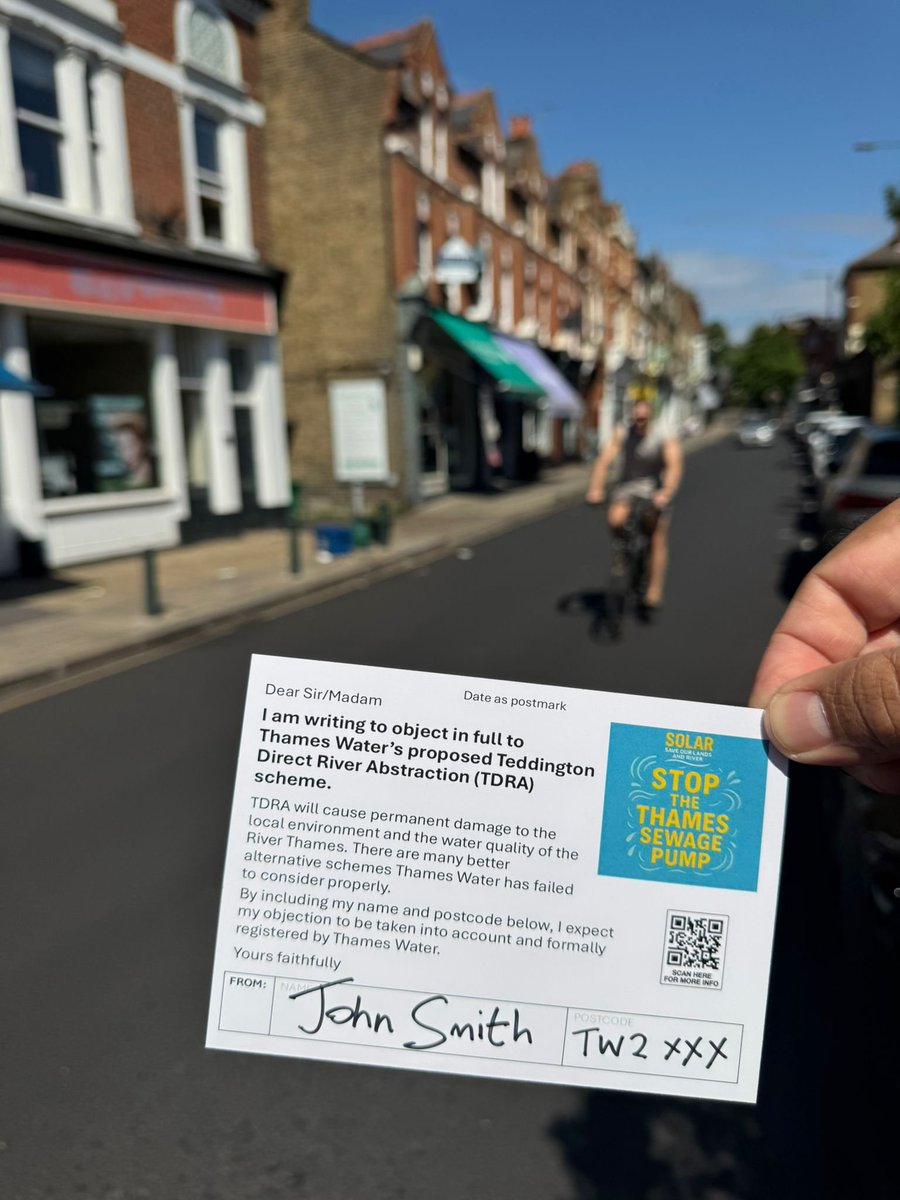 Dear Sir/Madam
Date as postmark
I am writing to object in full to
Thames Water's proposed Teddington
Direct River Abstraction (TDRA)
scheme.
TDRA will cause permanent damage to the
local environment and the water quality of the
River Thames. There are many better
alternative schemes Thames Water has failed
to consider properly.
By including my name and postcode below, I expect
my objection to be taken into account and formally
registered by Thames Water.
Yours faithfully
SOLAR
SAVE OUR LANDS
AND RIVER
STOP
THE
THAMES
SEWAGE
PUMP
SCAN HERE
FOR MORE INFO
FROM:
NAME
John Smith
POSTCODE
TW2 XXX